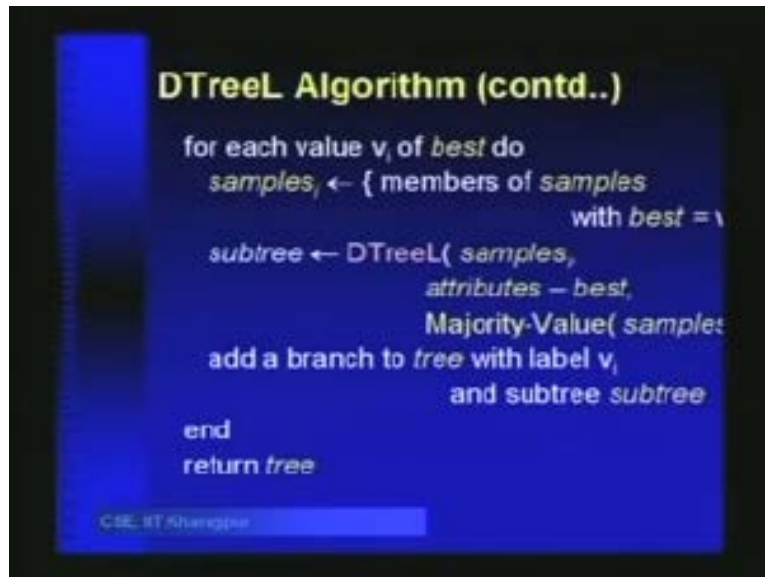 DTreeL Algorithm (contd..)
for each value vᵢ of best do
samplesᵢ ← { members of samples
with best = v
subtree ← DTreeL( samplesᵢ,
attributes – best,
Majority-Value( samples
add a branch to tree with label vᵢ
and subtree subtree
end
return tree
CSE, IIT Kharagpur